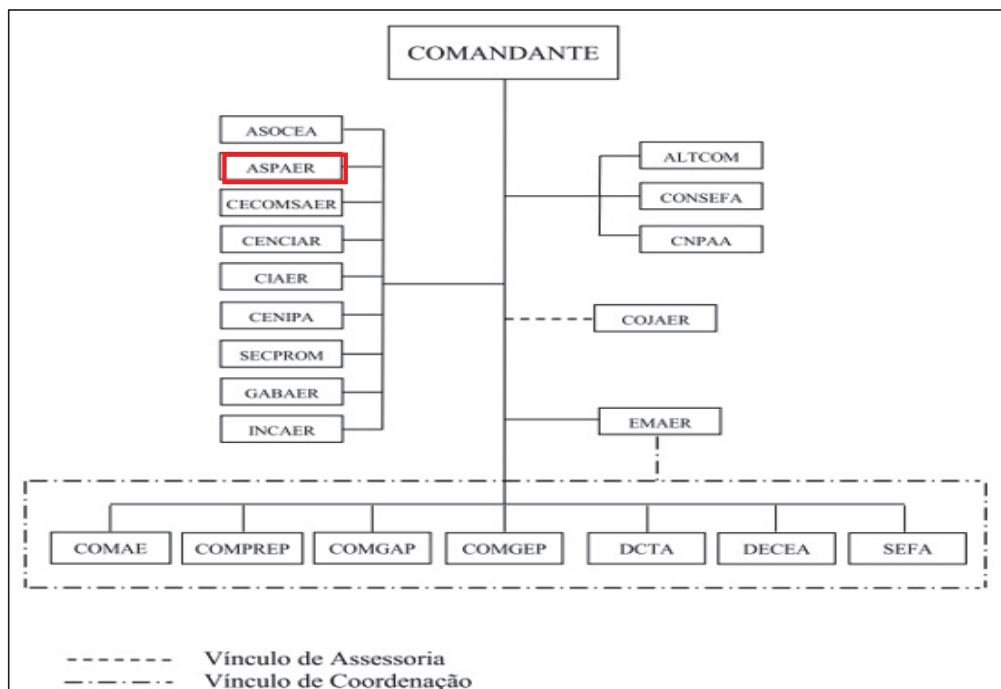 COMANDANTE
ASOCEA
ASPAER
CECOMSAER
CENCIAR
CIAER
CENIPA
SECPROM
GABAER
INCAER
ALTCOM
CONSEFA
CNPAA
COJAER
EMAER
COMAE
COMPREP
COMGAP
COMGEP
DCTA
DECEA
SEFA
Vínculo de Assessoria
Vínculo de Coordenação